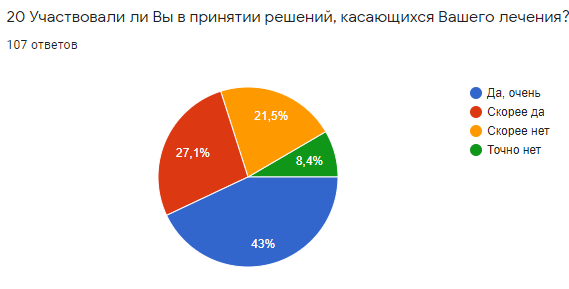 20 Участвовали ли Вы в принятии решений, касающихся Вашего лечения?
107 ответов
Да, очень
Скорее да
Скорее нет
Точно нет
21,5%
27,1%
8,4%
43%